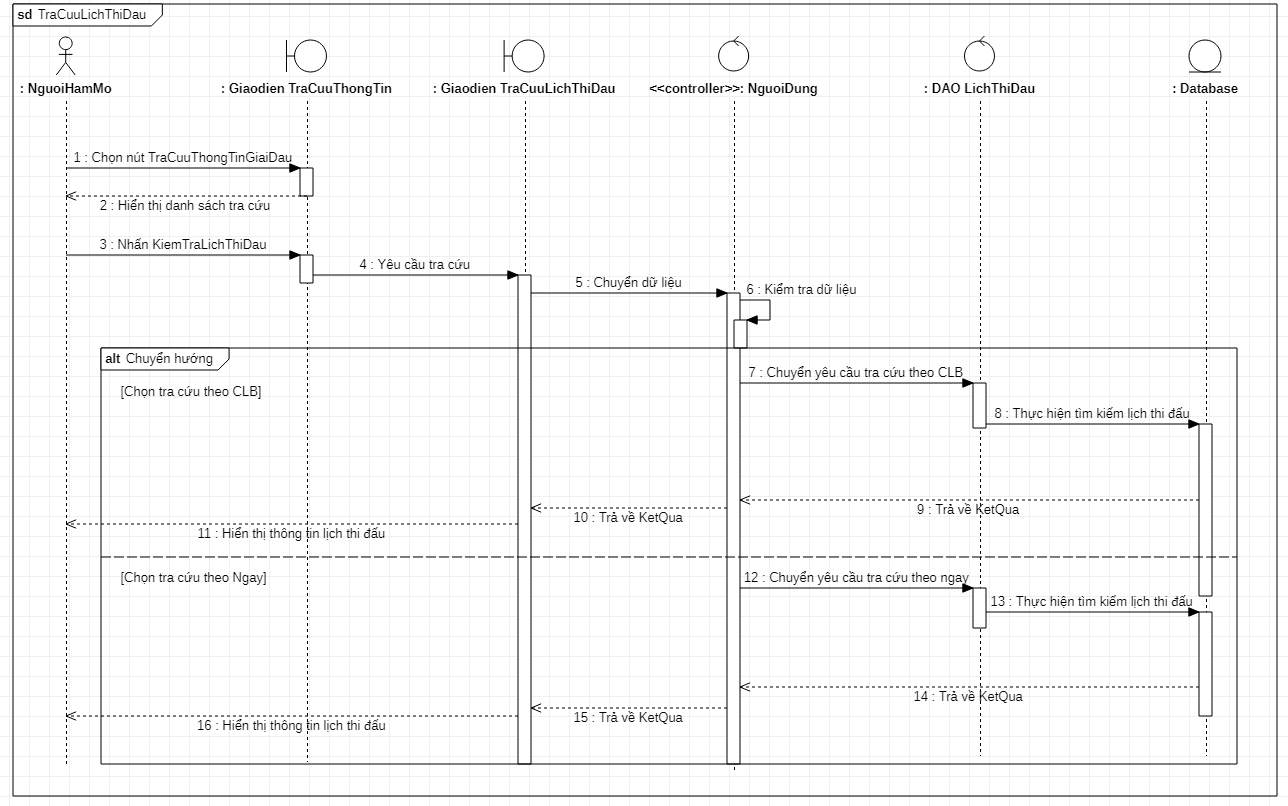 sd TraCuuLichThiDau
: NguoiHamMo
: Giaodien TraCuuThongTin
: Giaodien TraCuuLichThiDau
<<controller>>: NguoiDung
: DAO LichThiDau
: Database
1 : Chọn nút TraCuuThongTinGiaiDau
2 : Hiển thị danh sách tra cứu
3 : Nhấn KiemTraLichThiDau
4 : Yêu cầu tra cứu
5 : Chuyển dữ liệu
6 : Kiểm tra dữ liệu
alt Chuyển hướng
[Chọn tra cứu theo CLB]
7 : Chuyển yêu cầu tra cứu theo CLB
8 : Thực hiện tìm kiếm lịch thi đấu
9 : Trả về KetQua
10 : Trả về KetQua
11 : Hiển thị thông tin lịch thi đấu
[Chọn tra cứu theo Ngay]
12 : Chuyển yêu cầu tra cứu theo ngay
13 : Thực hiện tìm kiếm lịch thi đấu
14 : Trả về KetQua
15 : Trả về KetQua
16 : Hiển thị thông tin lịch thi đấu